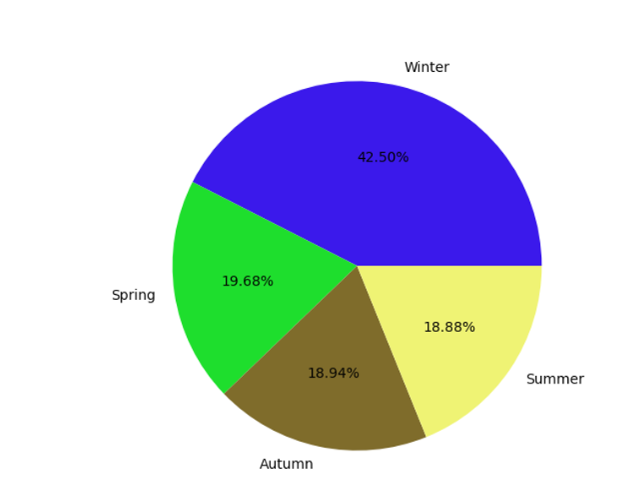 Winter
42.50%
Spring
19.68%
18.88%
18.94%
Summer
Autumn